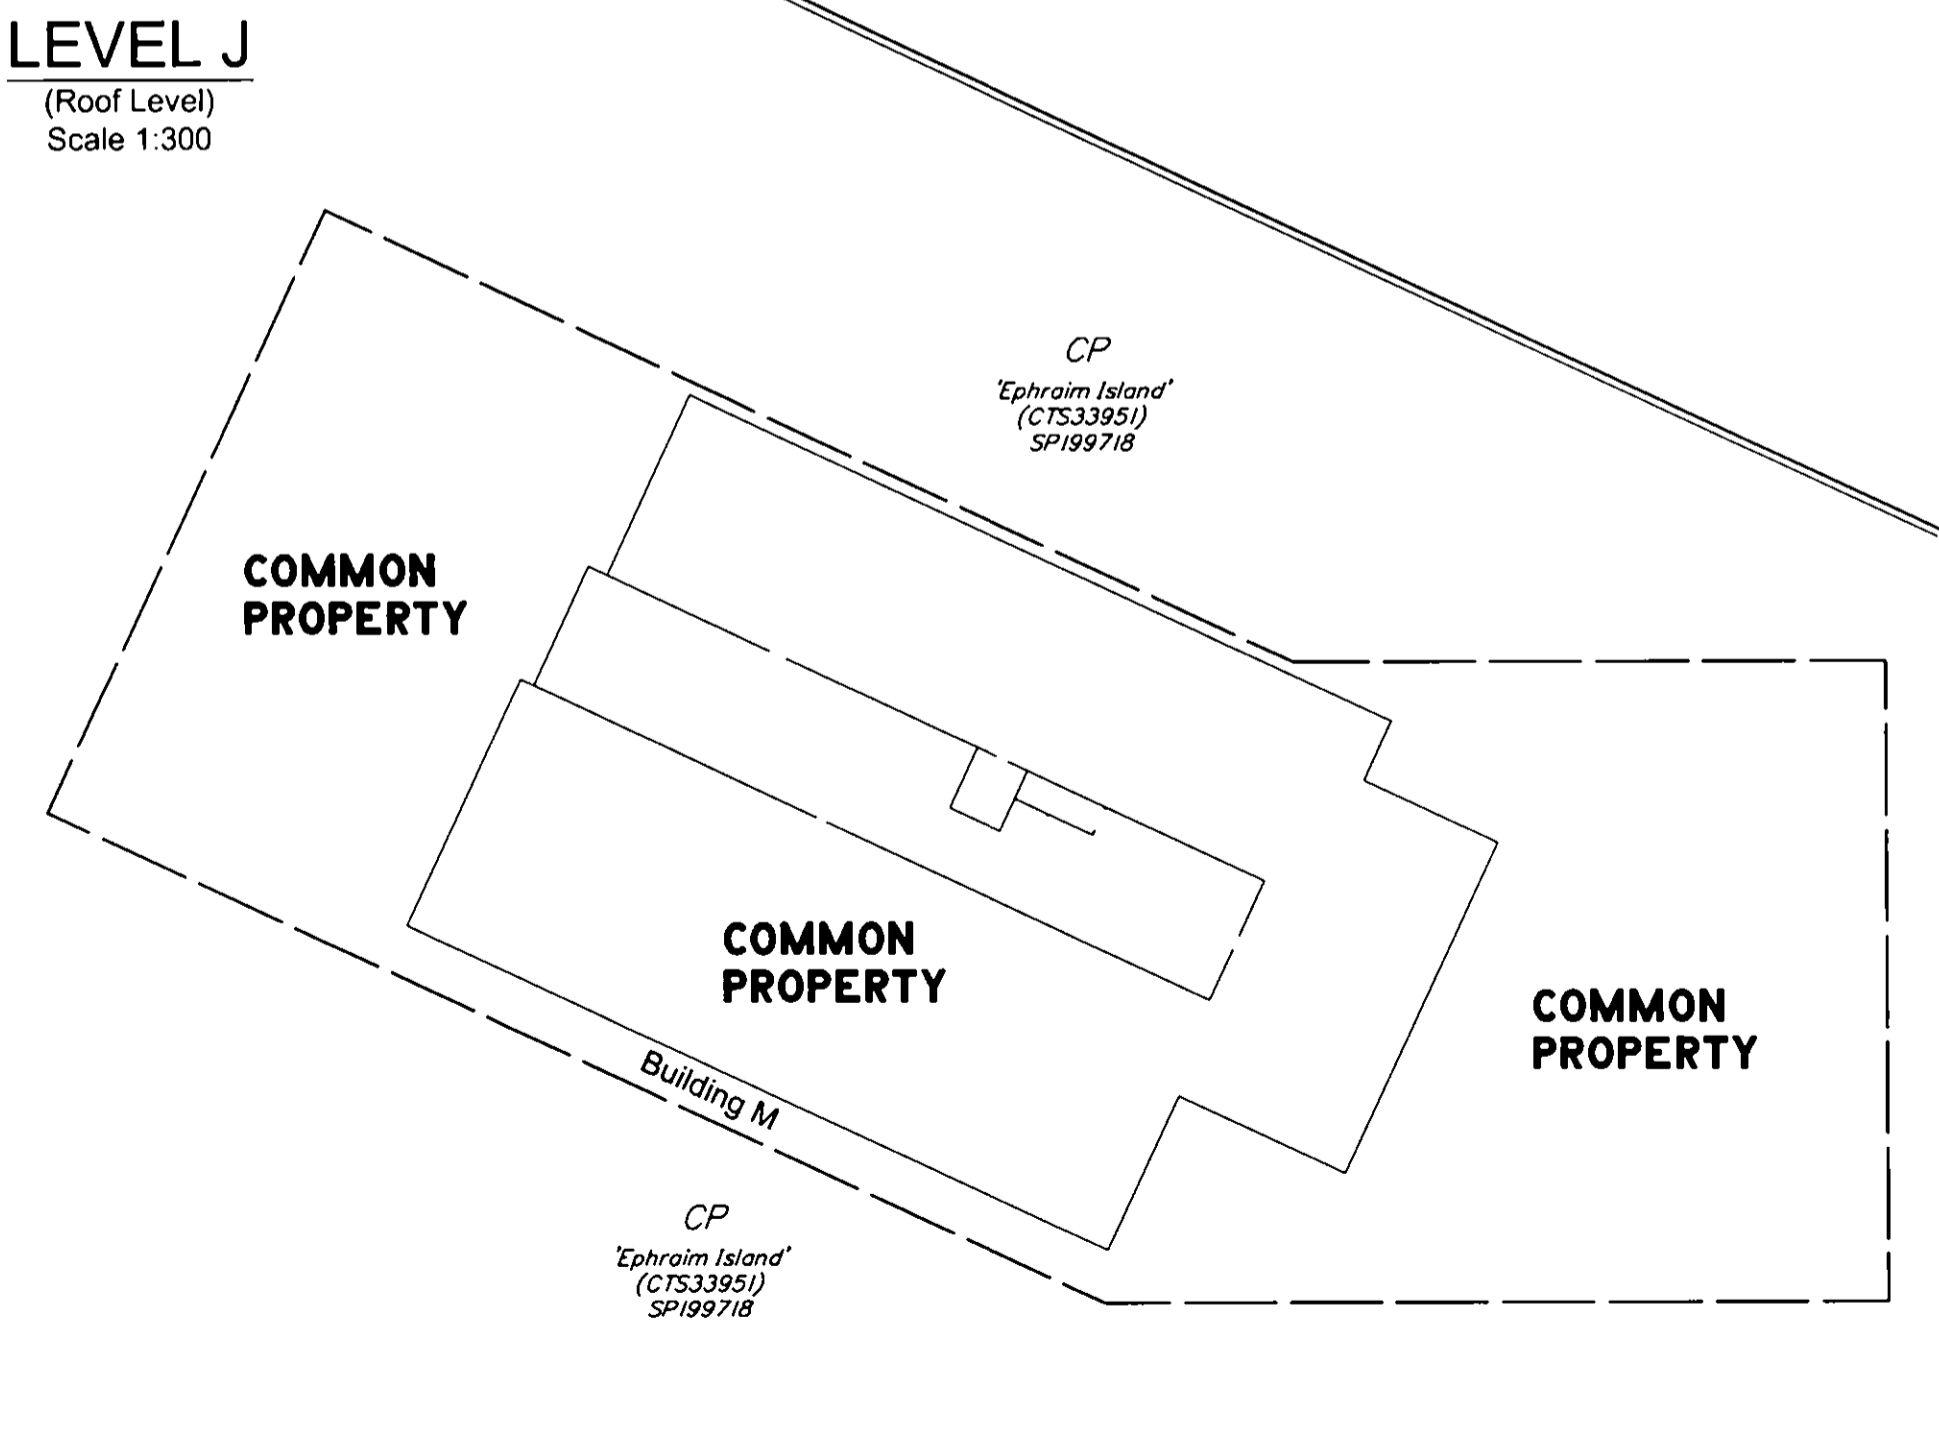 LEVEL J
(Roof Level)
Scale 1:300
CP
'Ephraim Island'
(CTS33951)
SP199718
COMMON
PROPERTY
COMMON
PROPERTY
COMMON
PROPERTY
Building M
CP
'Ephraim Island'
(CTS33951)
SP199718